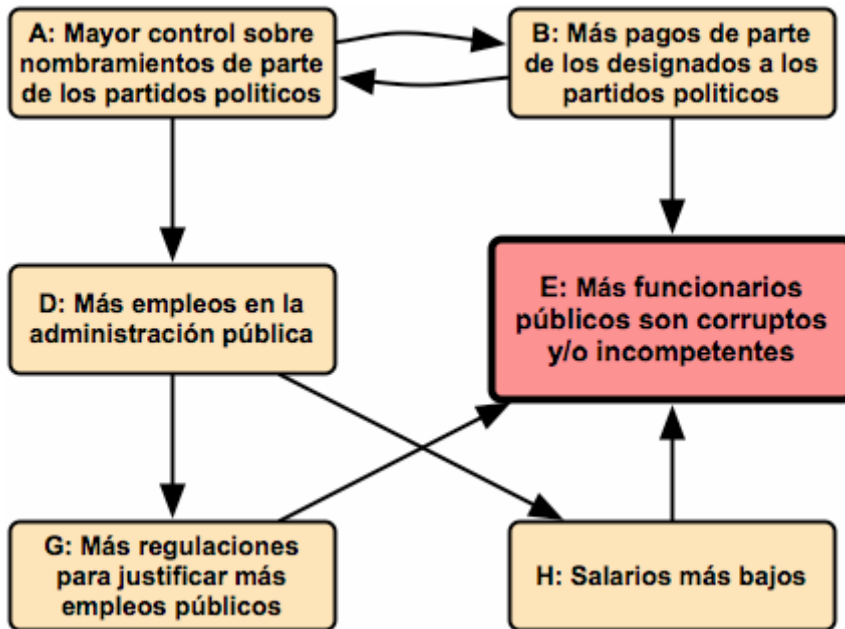 A: Mayor control sobre
nombramientos de parte
de los partidos politicos
B: Más pagos de parte
de los designados a los
partidos politicos
D: Más empleos en la
administración pública
E: Más funcionarios
públicos son corruptos
y/o incompetentes
G: Más regulaciones
para justificar más
empleos públicos
H: Salarios más bajos